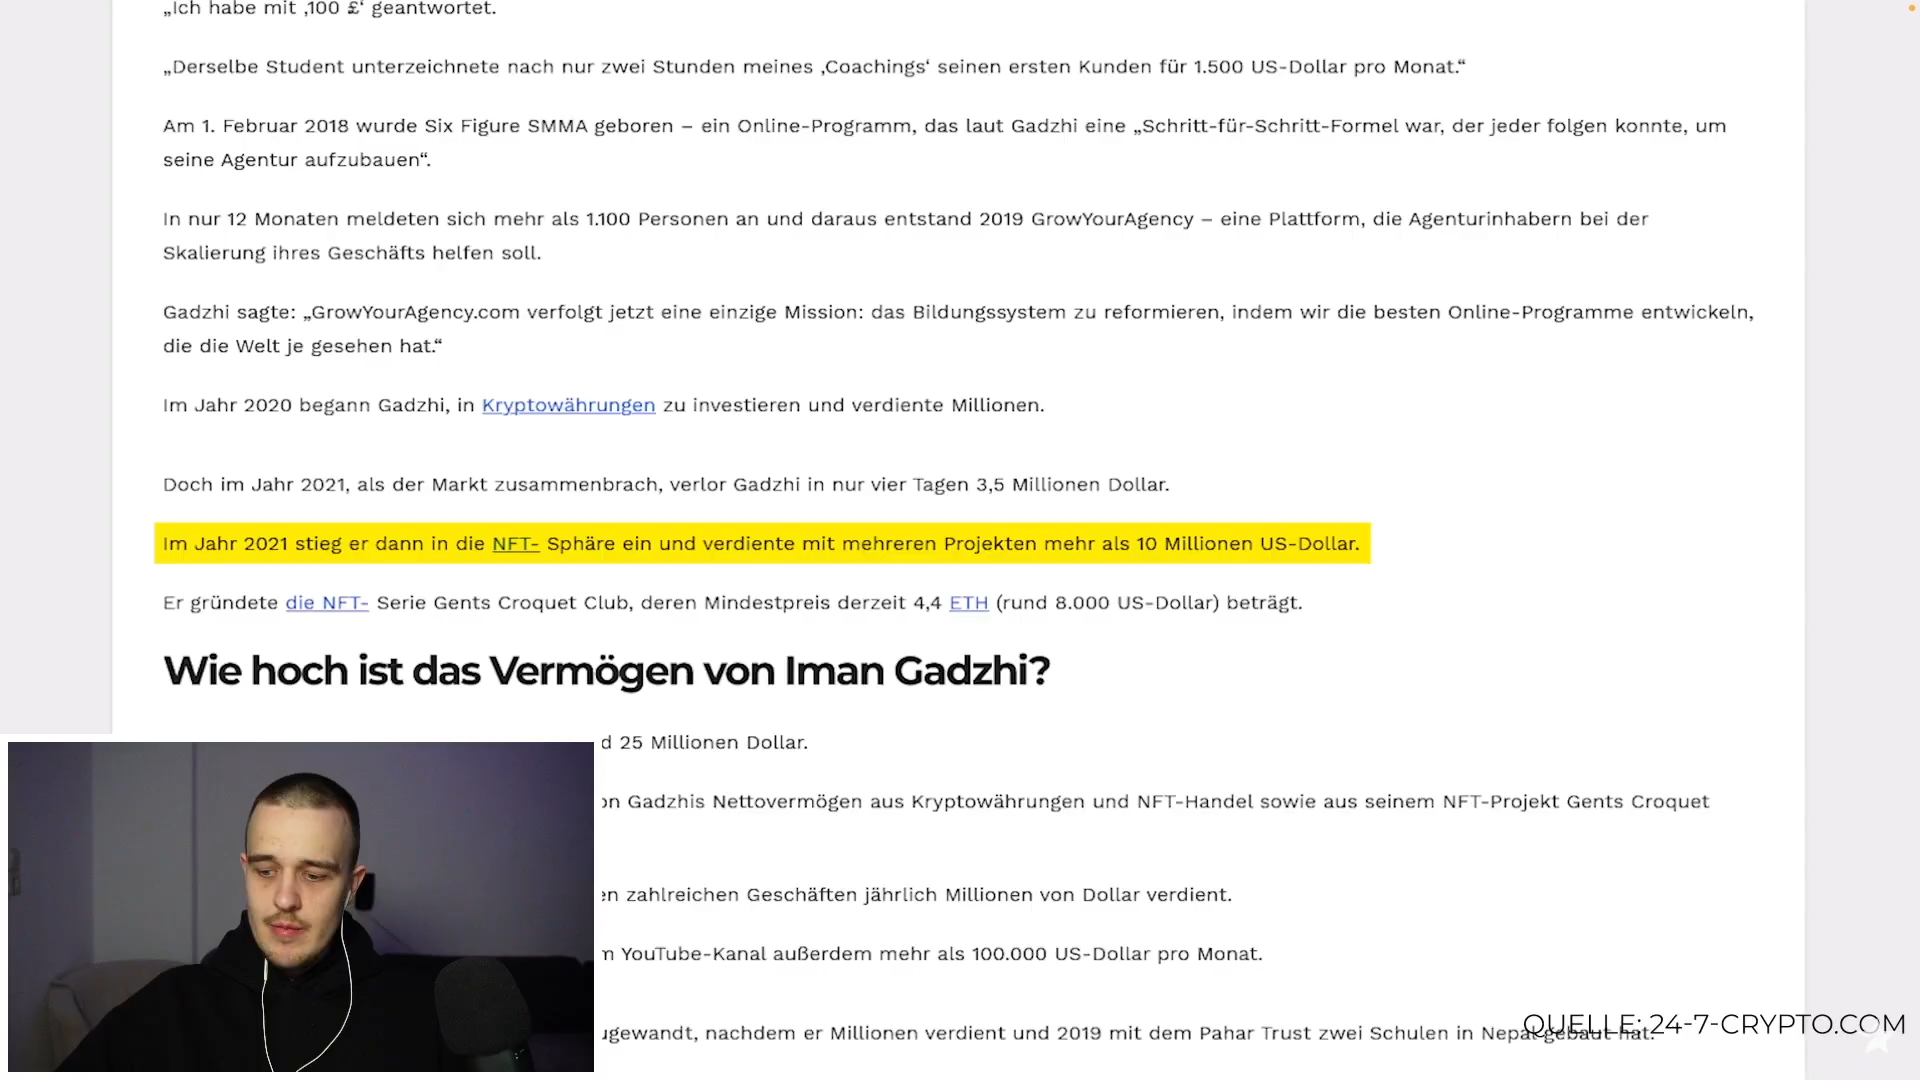 „Ich habe mit ‚100 £‘ geantwortet.
„Derselbe Student unterzeichnete nach nur zwei Stunden meines ‚Coachings‘ seinen ersten Kunden für 1.500 US-Dollar pro Monat.“
Am 1. Februar 2018 wurde Six Figure SMMA geboren – ein Online-Programm, das laut Gadzhi eine „Schritt-für-Schritt-Formel war, der jeder folgen konnte, um
seine Agentur aufzubauen“.
In nur 12 Monaten meldeten sich mehr als 1.100 Personen an und daraus entstand 2019 GrowYourAgency – eine Plattform, die Agenturinhabern bei der
Skalierung ihres Geschäfts helfen soll.
Gadzhi sagte: „GrowYourAgency.com verfolgt jetzt eine einzige Mission: das Bildungssystem zu reformieren, indem wir die besten Online-Programme entwickeln,
die die Welt je gesehen hat.“
Im Jahr 2020 begann Gadzhi, in Kryptowährungen zu investieren und verdiente Millionen.
Doch im Jahr 2021, als der Markt zusammenbrach, verlor Gadzhi in nur vier Tagen 3,5 Millionen Dollar.
Im Jahr 2021 stieg er dann in die NFT- Sphäre ein und verdiente mit mehreren Projekten mehr als 10 Millionen US-Dollar.
Er gründete die NFT- Serie Gents Croquet Club, deren Mindestpreis derzeit 4,4 ETH (rund 8.000 US-Dollar) beträgt.
Wie hoch ist das Vermögen von Iman Gadzhi?
d 25 Millionen Dollar.
on Gadzhis Nettovermögen aus Kryptowährungen und NFT-Handel sowie aus seinem NFT-Projekt Gents Croquet
en zahlreichen Geschäften jährlich Millionen von Dollar verdient.
m YouTube-Kanal außerdem mehr als 100.000 US-Dollar pro Monat.
ugewandt, nachdem er Millionen verdient und 2019 mit dem Pahar Trust zwei Schulen in Nepal gebaut hat.
QUELLE: 24-7-CRYPTO.COM